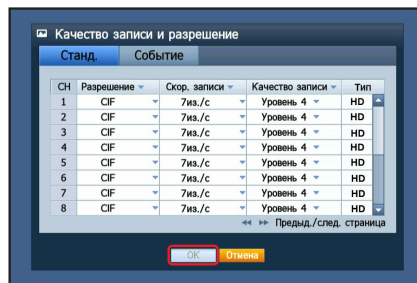 Качество записи и разрешение
Станд. Событие
CH Разрешение Скор. записи Качество записи Тип
1 CIF 7из./с Уровень 4 HD
2 CIF 7из./с Уровень 4 HD
3 CIF 7из./с Уровень 4 HD
4 CIF 7из./с Уровень 4 HD
5 CIF 7из./с Уровень 4 HD
6 CIF 7из./с Уровень 4 HD
7 CIF 7из./с Уровень 4 HD
8 CIF 7из./с Уровень 4 HD
Предыд./след. страница
OK Отмена